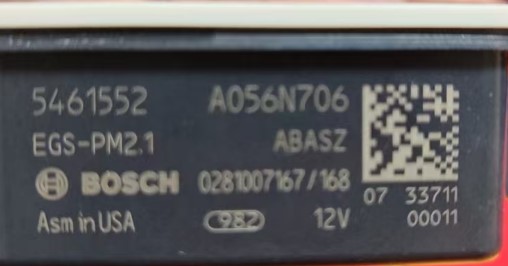 5461552 A056N706
EGS-PM2.1 ABASZ
BOSCH 0281007167/168
07 33711
Asm in USA 982 12V 00011